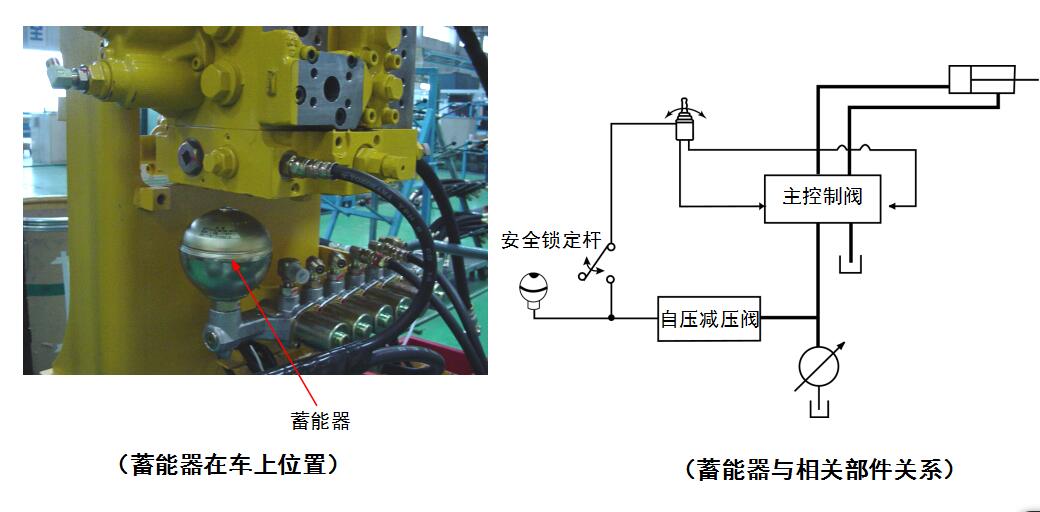 蓄能器
（蓄能器在车上位置）
安全锁定杆
主控制阀
自压减压阀
（蓄能器与相关部件关系）